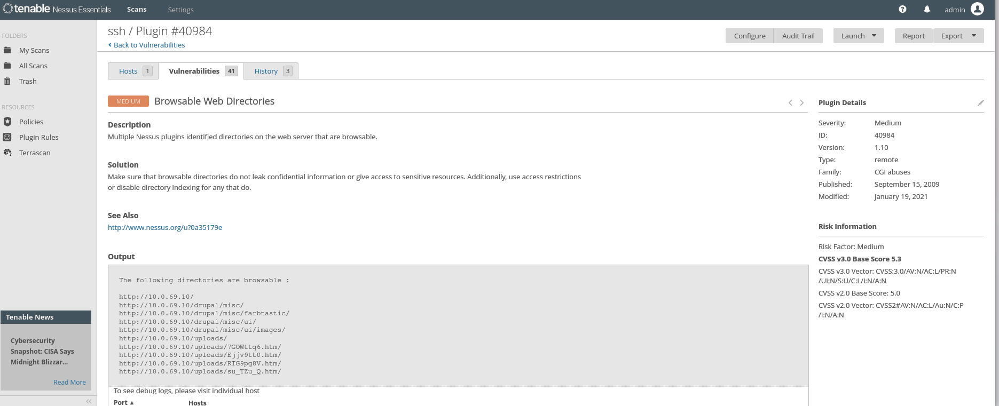 tenable Nessus Essentials
Scans
Settings
admin
FOLDERS
My Scans
All Scans
Trash
RESOURCES
Policies
Plugin Rules
Terrascan
Tenable News
Cybersecurity
Snapshot: CISA Says
Midnight Blizzar...
Read More
ssh / Plugin #40984
Back to Vulnerabilities
Configure
Audit Trail
Launch
Report
Export
Hosts 1
Vulnerabilities 41
History 3
MEDIUM Browsable Web Directories
Description
Multiple Nessus plugins identified directories on the web server that are browsable.
Solution
Make sure that browsable directories do not leak confidential information or give access to sensitive resources. Additionally, use access restrictions
or disable directory indexing for any that do.
See Also
http://www.nessus.org/u?0a35179e
Output
The following directories are browsable :
http://10.0.69.10/
http://10.0.69.10/drupal/misc/
http://10.0.69.10/drupal/misc/farbtastic/
http://10.0.69.10/drupal/misc/ui/
http://10.0.69.10/drupal/misc/ui/images/
http://10.0.69.10/uploads/
http://10.0.69.10/uploads/7GOWttq6.htm/
http://10.0.69.10/uploads/Ejjv9tt0.htm/
http://10.0.69.10/uploads/RTG9pg8V.htm/
http://10.0.69.10/uploads/su_TZu_Q.htm/
To see debug logs, please visit individual host
Port ▲ Hosts
Plugin Details
Severity: Medium
ID: 40984
Version: 1.10
Type: remote
Family: CGI abuses
Published: September 15, 2009
Modified: January 19, 2021
Risk Information
Risk Factor: Medium
CVSS v3.0 Base Score 5.3
CVSS v3.0 Vector: CVSS:3.0/AV:N/AC:L/PR:N
/UI:N/S:U/C:L/I:N/A:N
CVSS v2.0 Base Score: 5.0
CVSS v2.0 Vector: CVSS2#AV:N/AC:L/Au:N/C:P
/I:N/A:N